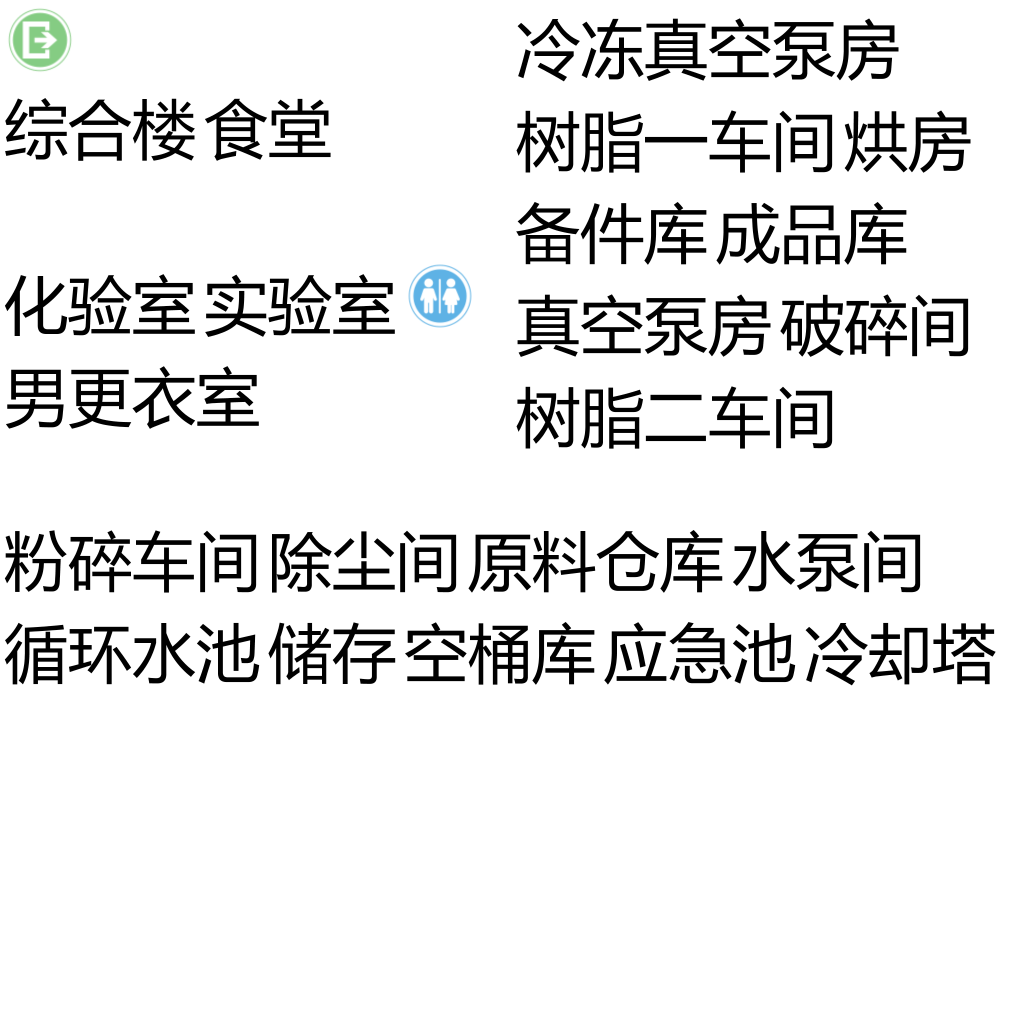 综合楼 食堂
化验室 实验室
男更衣室
冷冻真空泵房
树脂一车间 烘房
备件库 成品库
真空泵房 破碎间
树脂二车间
粉碎车间 除尘间 原料仓库 水泵间
循环水池 储存 空桶库 应急池 冷却塔